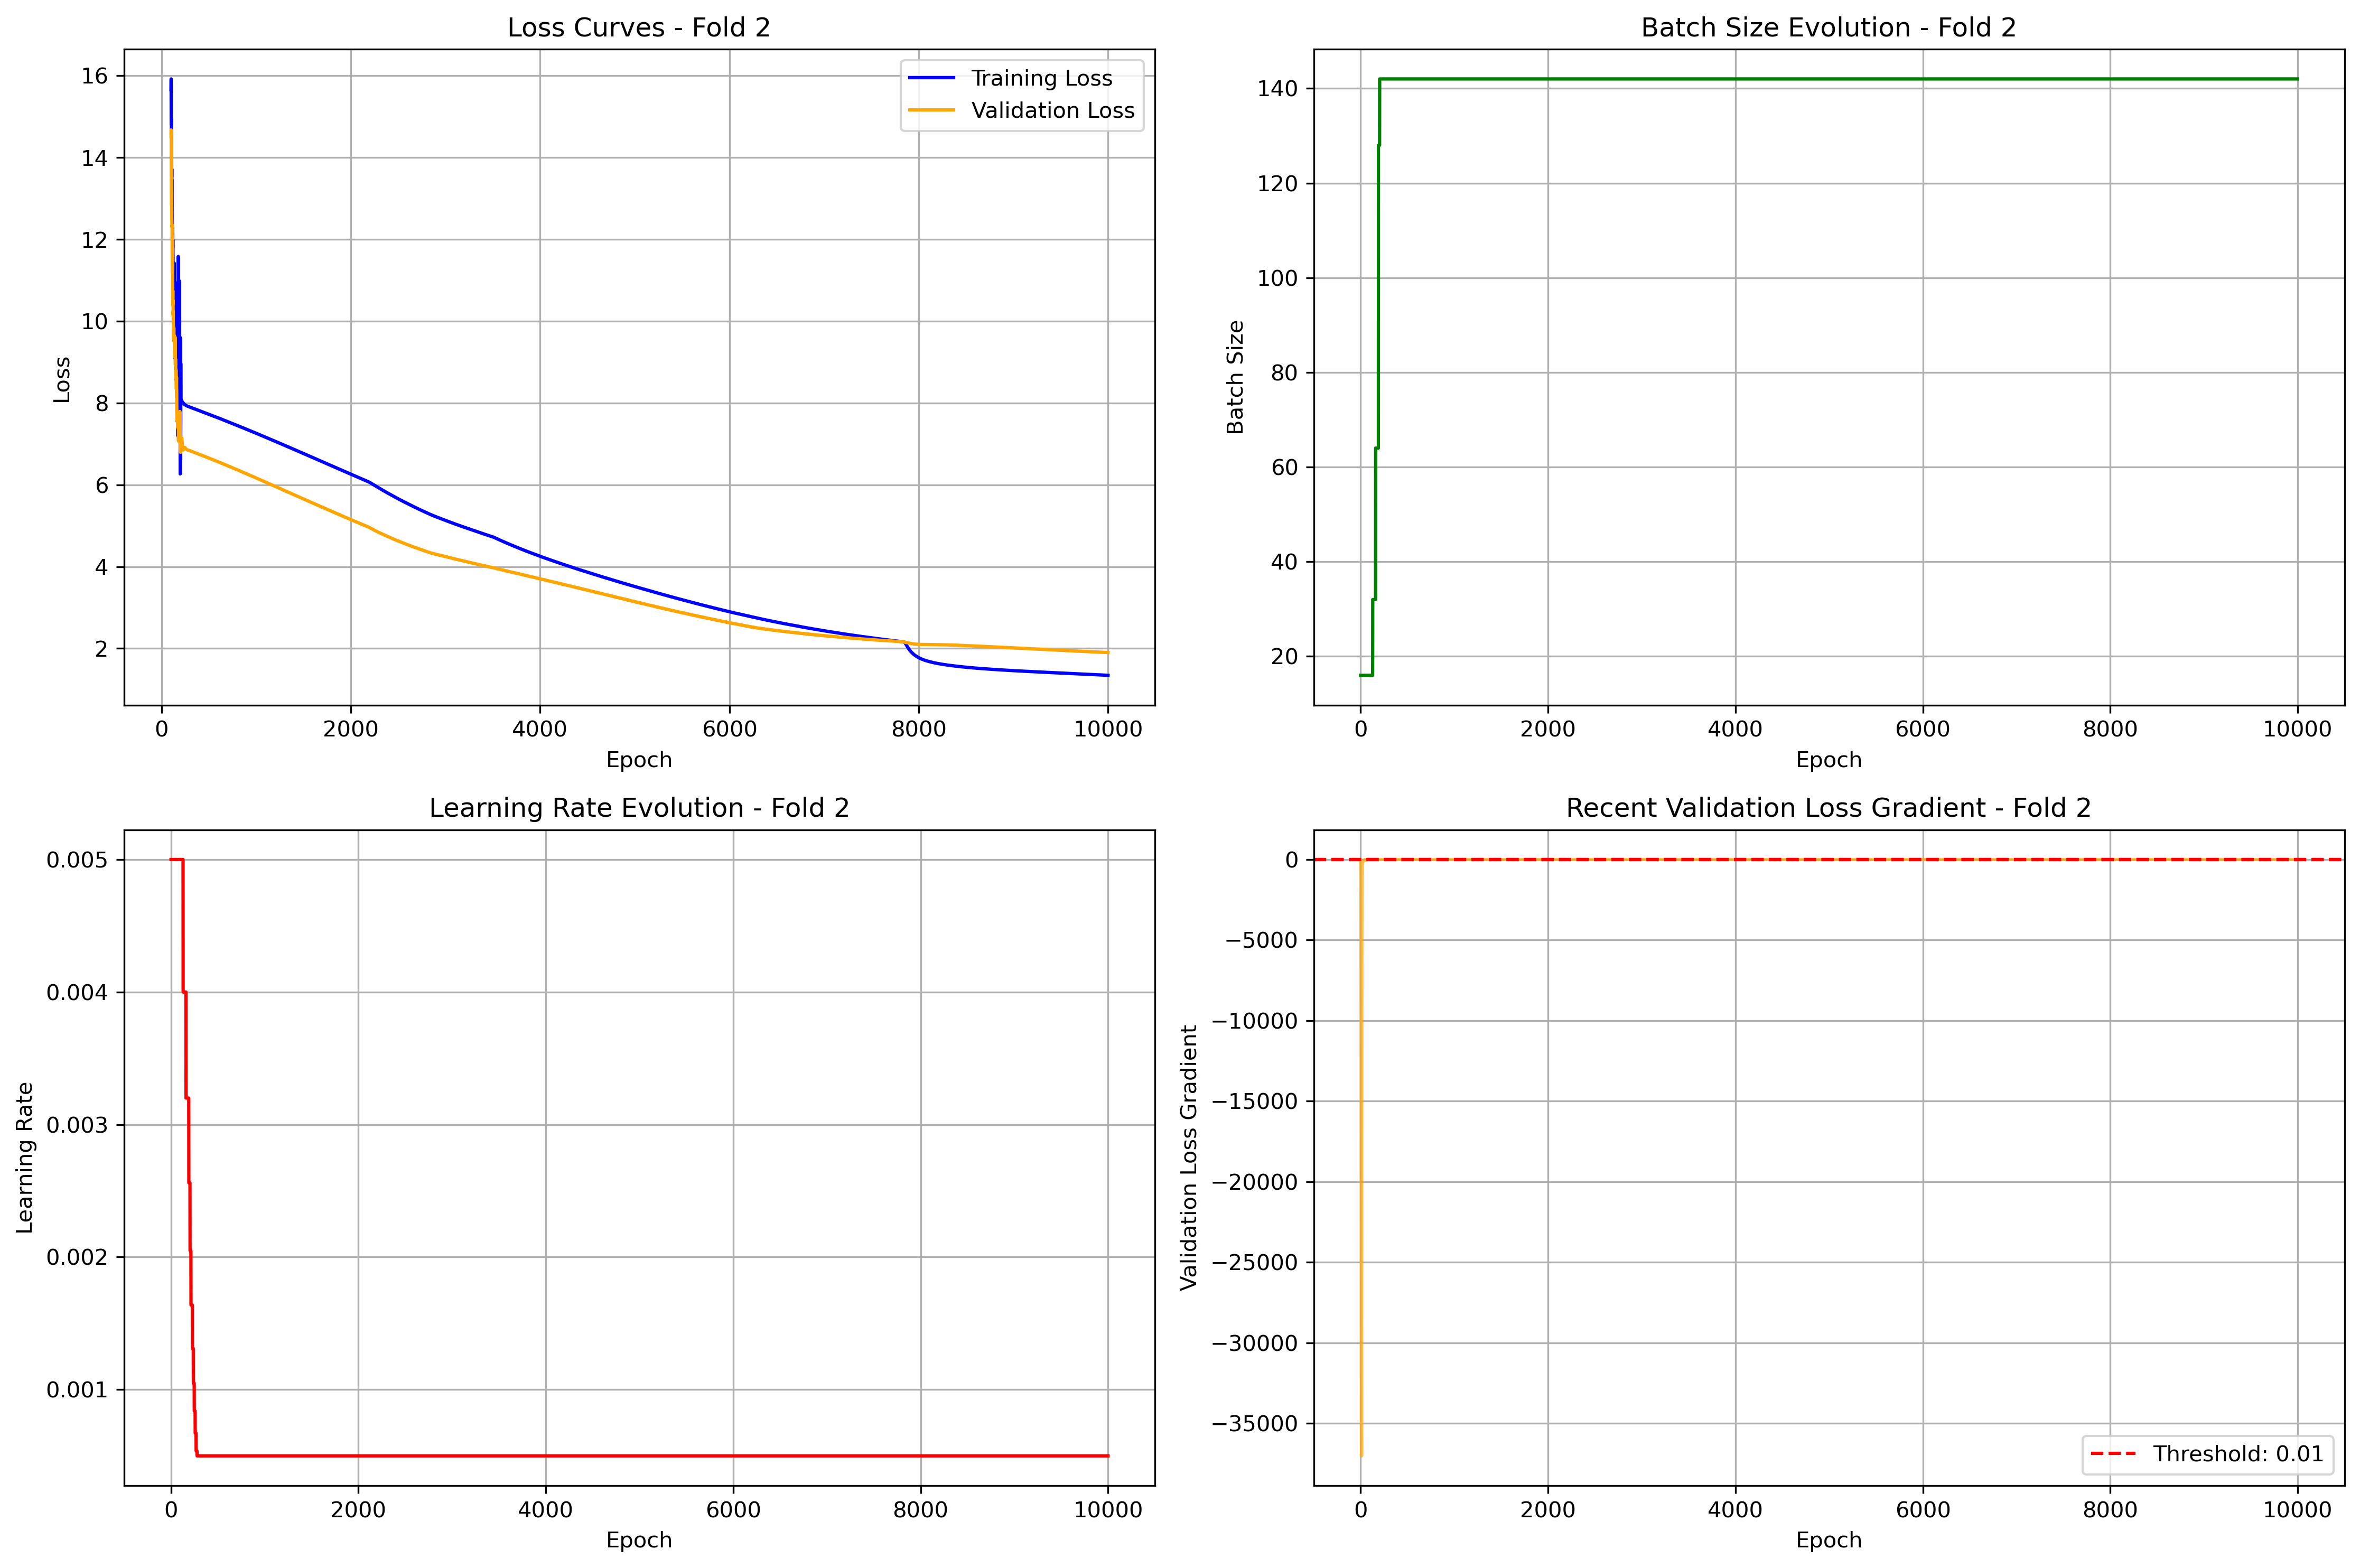 Loss Curves - Fold 2
16
14
12
10
8
6
4
2
Loss
Training Loss
Validation Loss
0 2000 4000 6000 8000 10000
Epoch
Batch Size Evolution - Fold 2
140
120
100
80
60
40
20
Batch Size
0 2000 4000 6000 8000 10000
Epoch
Learning Rate Evolution - Fold 2
0.005
0.004
0.003
0.002
0.001
Learning Rate
0 2000 4000 6000 8000 10000
Epoch
Recent Validation Loss Gradient - Fold 2
0
−5000
−10000
−15000
−20000
−25000
−30000
−35000
Validation Loss Gradient
Threshold: 0.01
0 2000 4000 6000 8000 10000
Epoch